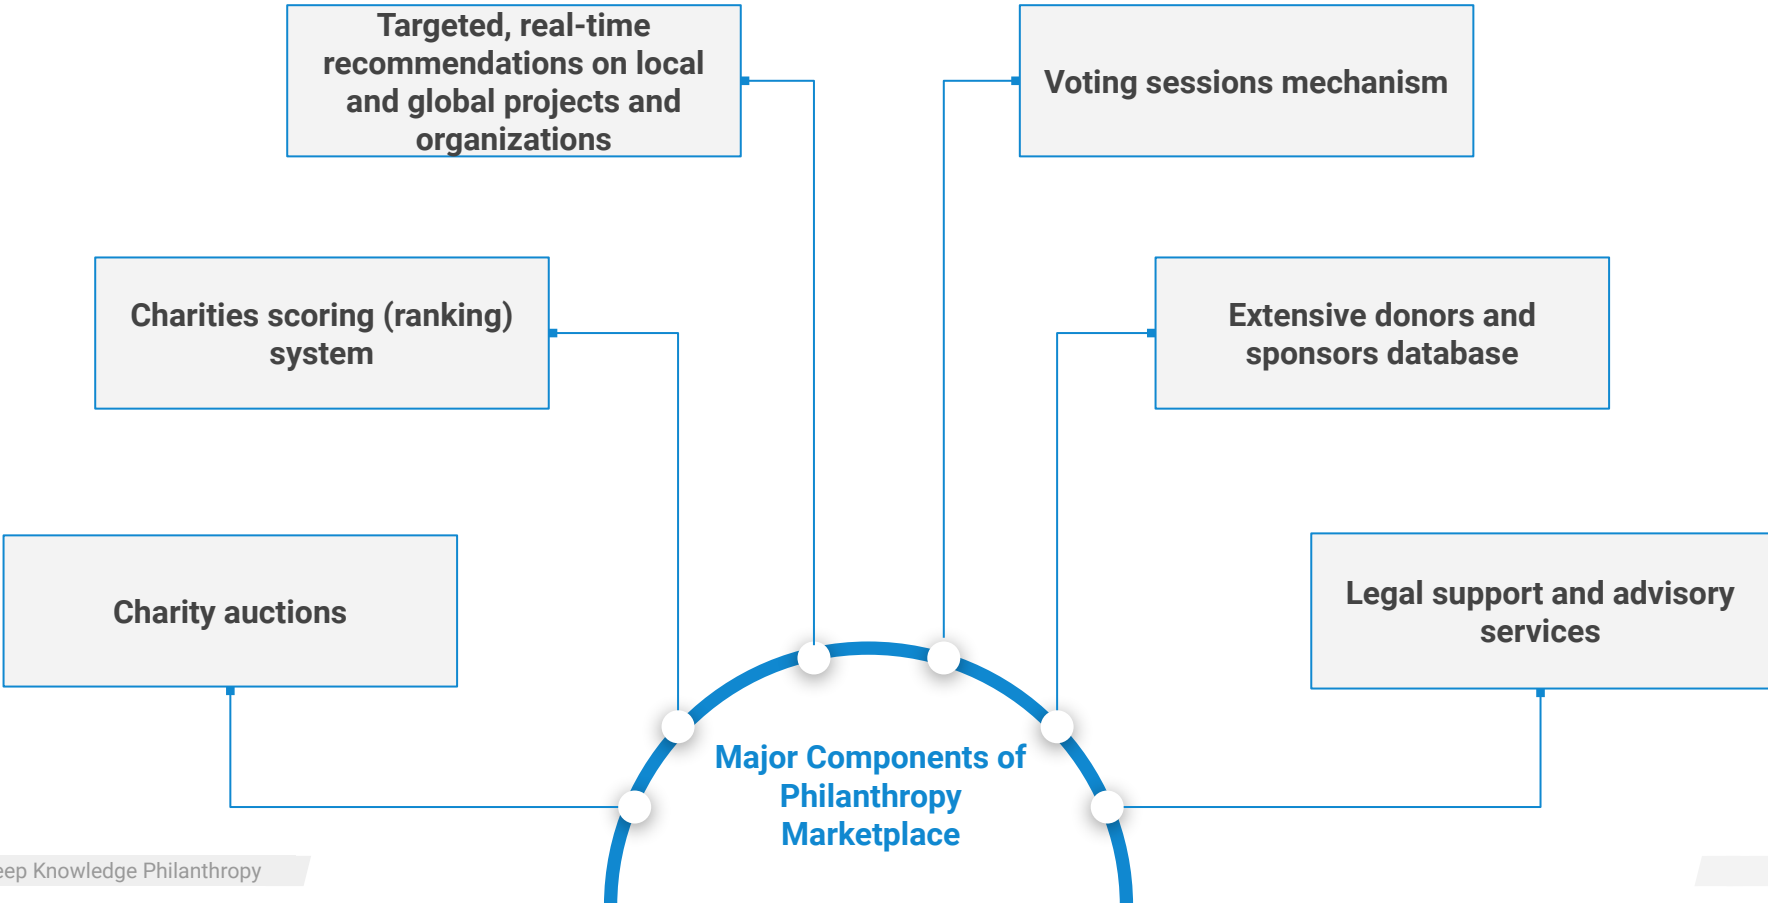 Targeted, real-time
recommendations on local
and global projects and
organizations
Voting sessions mechanism
Charities scoring (ranking)
system
Extensive donors and
sponsors database
Charity auctions
Legal support and advisory
services
Major Components of
Philanthropy
Marketplace
eep Knowledge Philanthropy